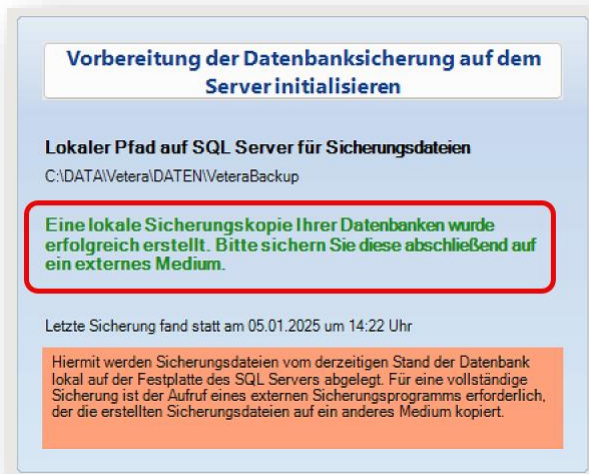 Vorbereitung der Datenbanksicherung auf dem
Server initialisieren
Lokaler Pfad auf SQL Server für Sicherungsdateien
C:\DATA\Vetera\DATEN\VeteraBackup
Eine lokale Sicherungskopie Ihrer Datenbanken wurde
erfolgreich erstellt. Bitte sichern Sie diese abschließend auf
ein externes Medium.
Letzte Sicherung fand statt am 05.01.2025 um 14:22 Uhr
Hiermit werden Sicherungsdateien vom derzeitigen Stand der Datenbank
lokal auf der Festplatte des SQL Servers abgelegt. Für eine vollständige
Sicherung ist der Aufruf eines externen Sicherungsprogramms erforderlich,
der die erstellten Sicherungsdateien auf ein anderes Medium kopiert.